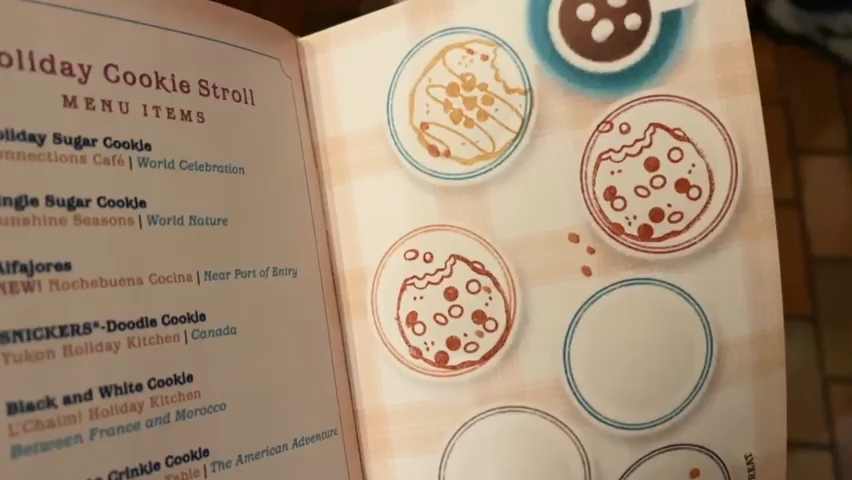 oliday Cookie Stroll
MENU ITEMS
oliday Sugar Cookie
onnections Café | World Celebration
ingle Sugar Cookie
unshine Seasons | World Nature
Alfajores
NEW! Nochebuena Cocina | Near Port of Entry
SNICKERS®-Doodle Cookie
Yukon Holiday Kitchen | Canada
Black and White Cookie
L'Chaim! Holiday Kitchen
Between France and Morocco
Crinkle Cookie
Table | The American Adventure